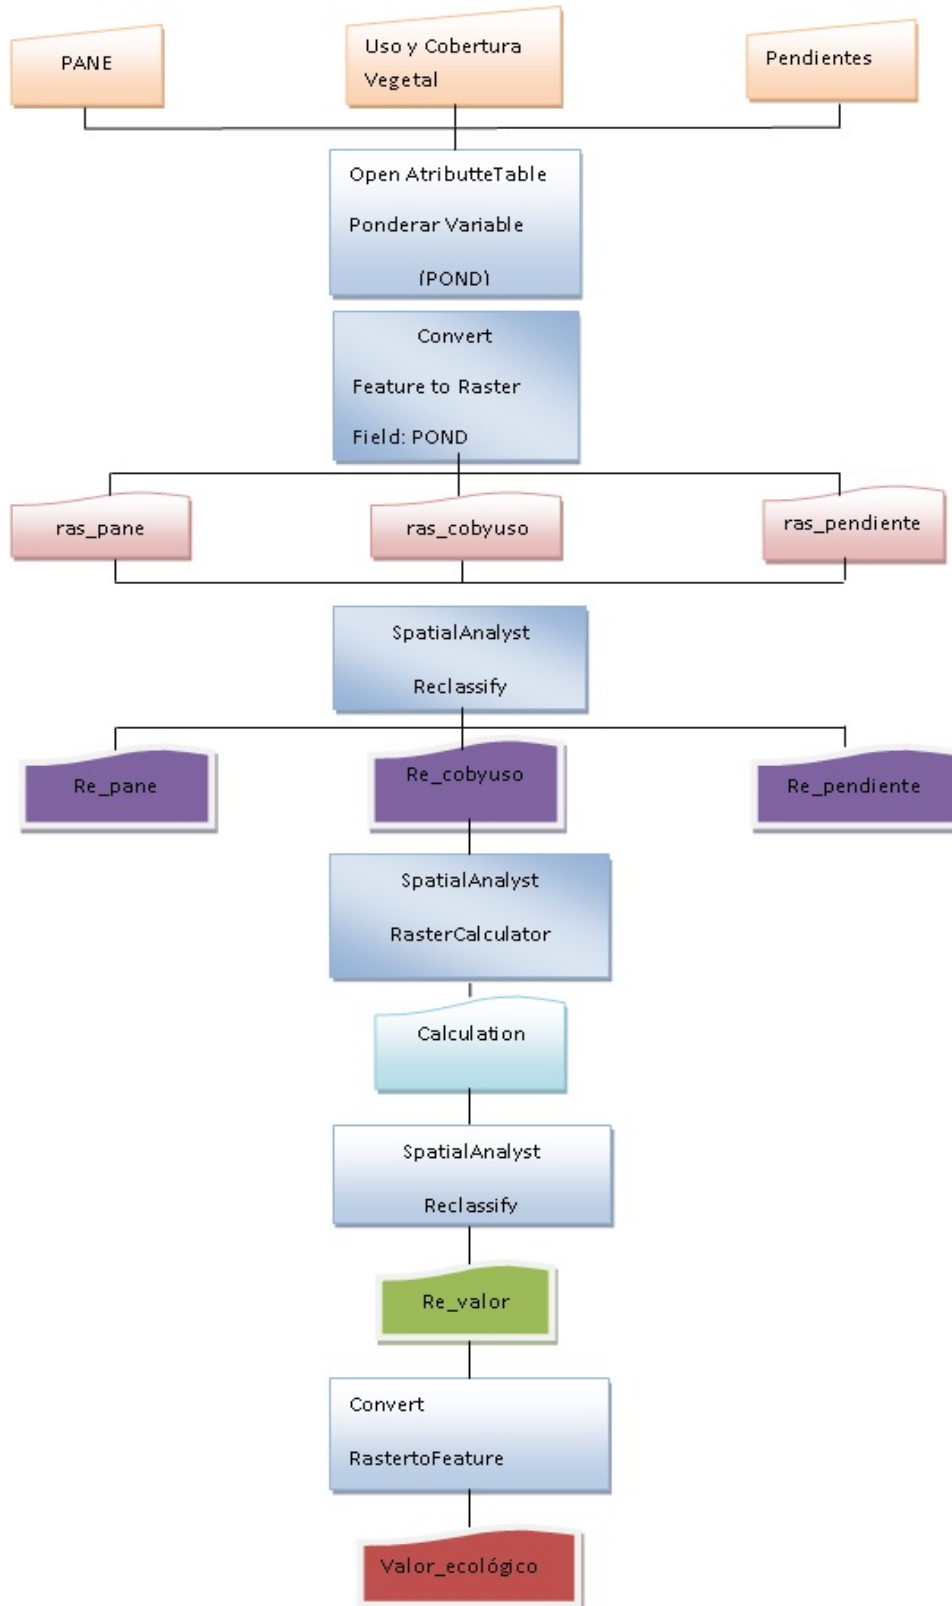 PANE
Uso y Cobertura
Vegetal
Pendientes
Open AtributteTable
Ponderar Variable
(POND)
Convert
Feature to Raster
Field: POND
ras_pane
ras_cobyuso
ras_pendiente
SpatialAnalyst
Reclassify
Re_pane
Re_cobyuso
Re_pendiente
SpatialAnalyst
RasterCalculator
Calculation
SpatialAnalyst
Reclassify
Re_valor
Convert
RastertoFeature
Valor_ecológico